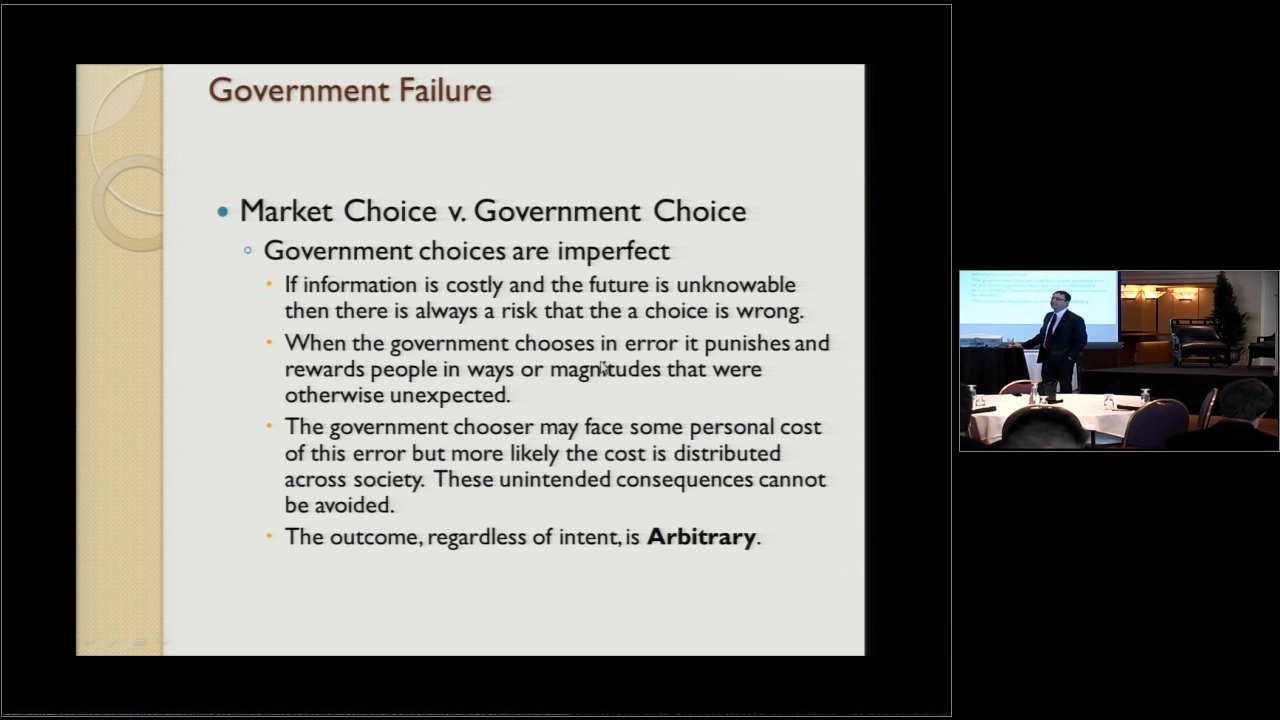 Government Failure
Market Choice v. Government Choice
Government choices are imperfect
If information is costly and the future is unknowable
then there is always a risk that the a choice is wrong.
When the government chooses in error it punishes and
rewards people in ways or magnitudes that were
otherwise unexpected.
The government chooser may face some personal cost
of this error but more likely the cost is distributed
across society. These unintended consequences cannot
be avoided.
The outcome, regardless of intent, is Arbitrary.